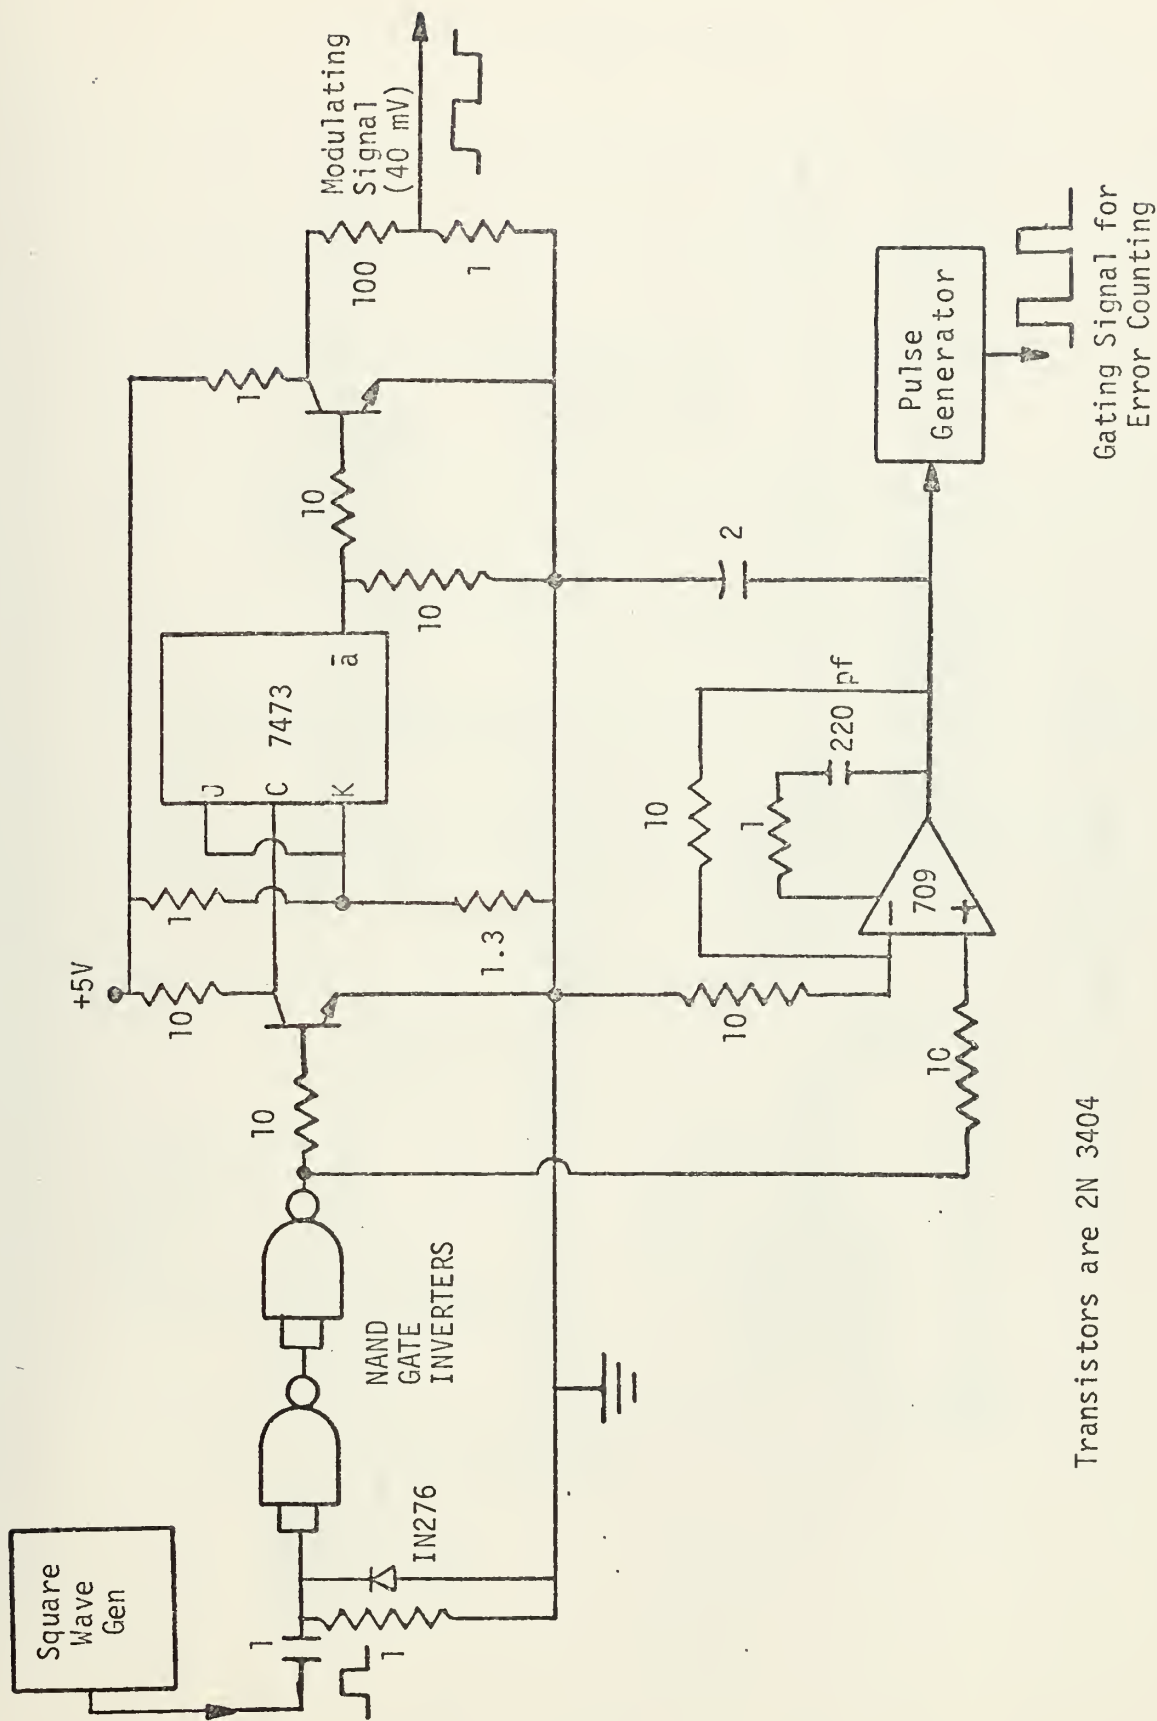 Square
Wave
Gen
1
1
IN276
NAND
GATE
INVERTERS
10
+5V
10
1
1.3
J
C
K
7473
a̅
10
10
1
100
1
Modulating
Signal
(40 mV)
10
10
709
−
+
10
1
220 pf
2
Pulse
Generator
Gating Signal for
Error Counting
Transistors are 2N 3404